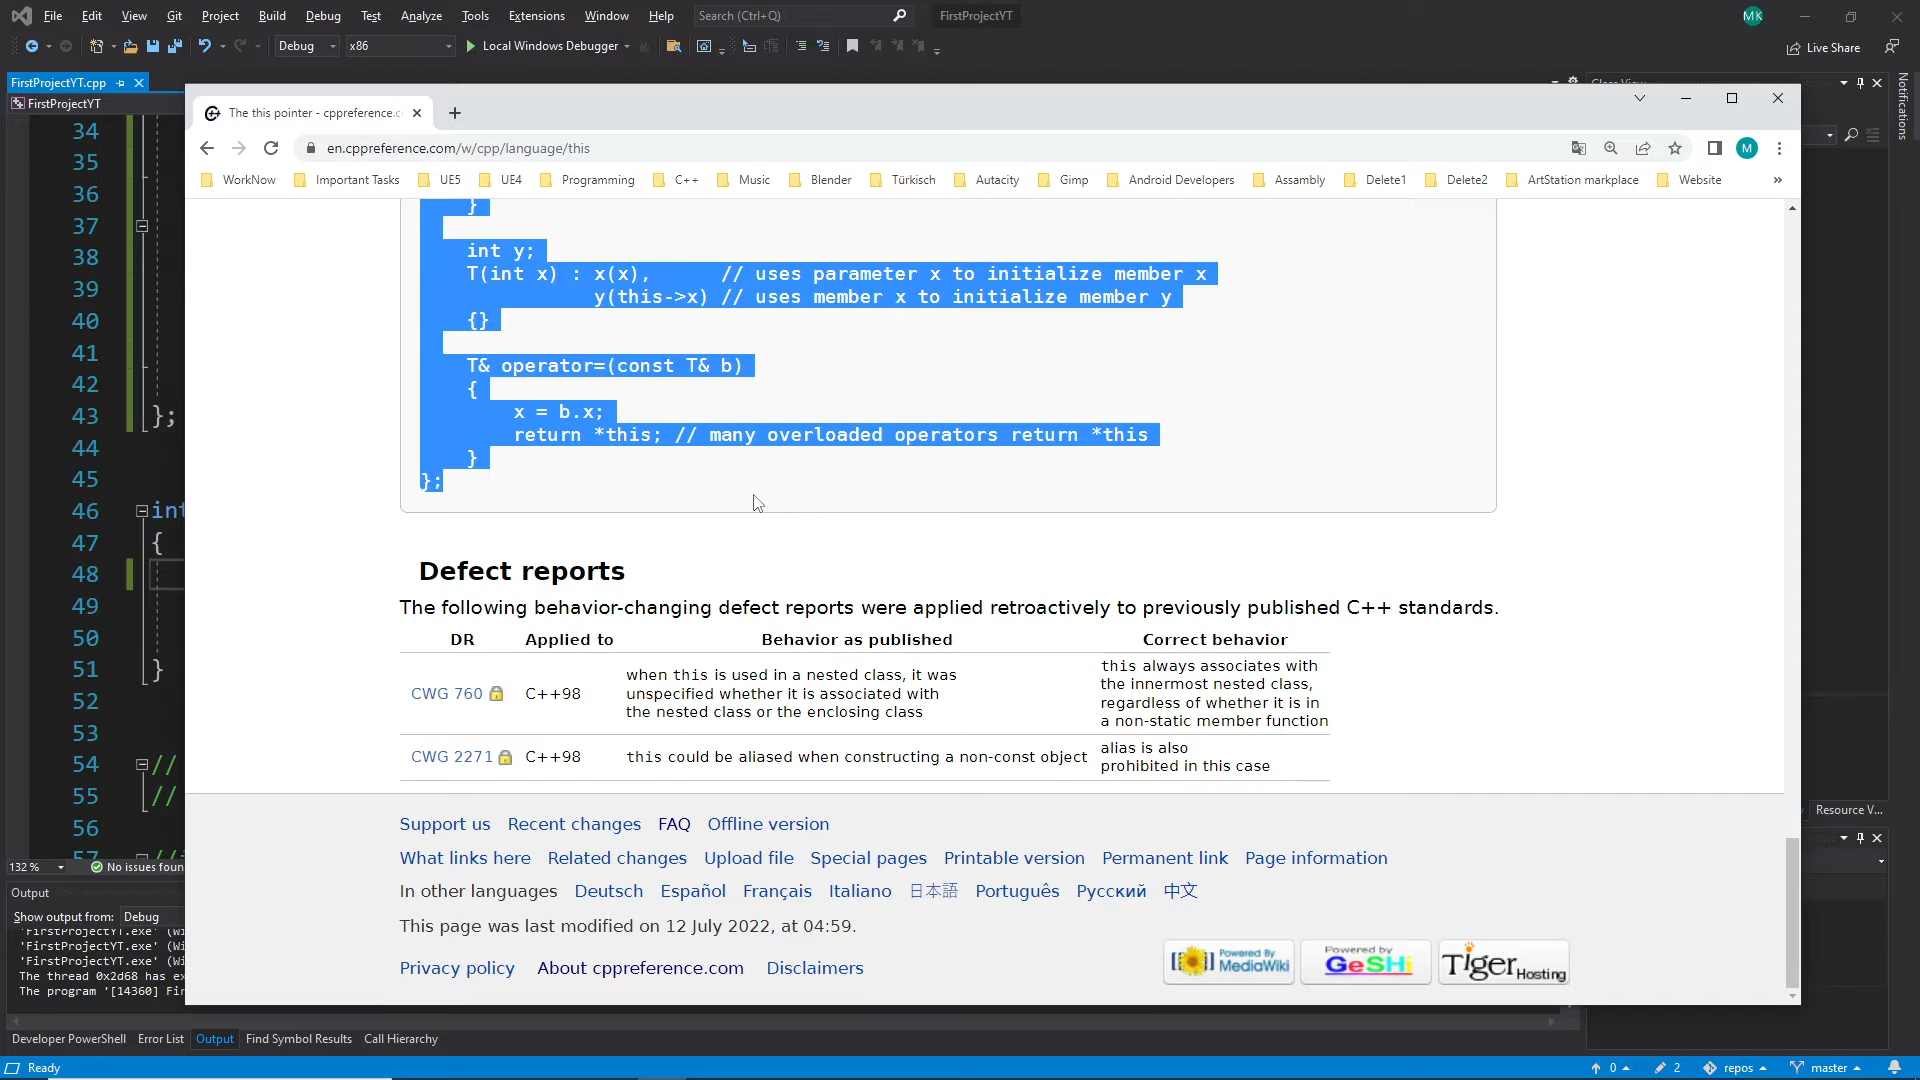 File Edit View Git Project Build Debug Test Analyze Tools Extensions Window Help Search (Ctrl+Q) FirstProjectYT MK
Debug x86 Local Windows Debugger Live Share
FirstProjectYT.cpp
FirstProjectYT
The this pointer - cppreference.c
en.cppreference.com/w/cpp/language/this M
WorkNow Important Tasks UE5 UE4 Programming C++ Music Blender Türkisch Autacity Gimp Android Developers Assambly Delete1 Delete2 ArtStation markplace Website »
Notifications
34
35
36
37
38
39
40
41
42
43 };
44
45
46 int
47 {
48
49
50
51 }
52
53
54 //
55 //
56
57
}
int y;
T(int x) : x(x), // uses parameter x to initialize member x
y(this->x) // uses member x to initialize member y
{}
T& operator=(const T& b)
{
x = b.x;
return *this; // many overloaded operators return *this
}
};
Defect reports
The following behavior-changing defect reports were applied retroactively to previously published C++ standards.
DR Applied to Behavior as published Correct behavior
CWG 760 C++98 when this is used in a nested class, it was
unspecified whether it is associated with
the nested class or the enclosing class
this always associates with
the innermost nested class,
regardless of whether it is in
a non-static member function
CWG 2271 C++98 this could be aliased when constructing a non-const object
alias is also
prohibited in this case
Support us Recent changes FAQ Offline version
What links here Related changes Upload file Special pages Printable version Permanent link Page information
In other languages Deutsch Español Français Italiano 日本語 Português Русский 中文
This page was last modified on 12 July 2022, at 04:59.
Privacy policy About cppreference.com Disclaimers
Powered By MediaWiki
Powered by GeSHi
Tiger Hosting
Resource V...
132 % No issues foun
Output
Show output from: Debug
'FirstProjectYT.exe' (Wi
'FirstProjectYT.exe' (Wi
'FirstProjectYT.exe' (Wi
The thread 0x2d68 has ex
The program '[14360] Fir
Developer PowerShell Error List Output Find Symbol Results Call Hierarchy
Ready 0 2 repos master